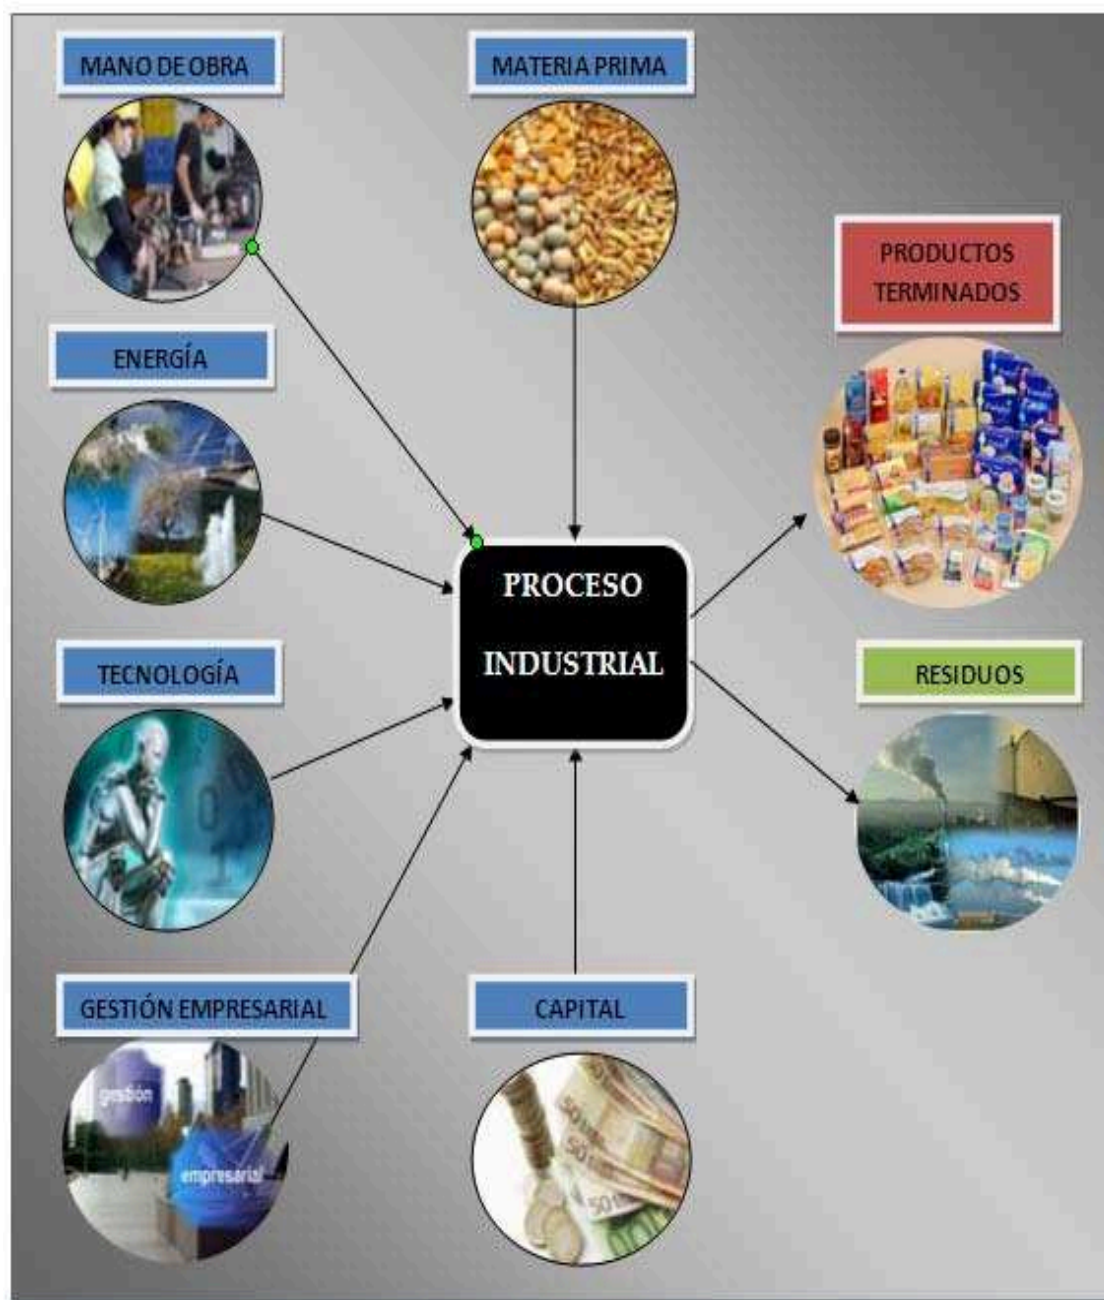 MANO DE OBRA
MATERIA PRIMA
PRODUCTOS
TERMINADOS
ENERGÍA
PROCESO
INDUSTRIAL
TECNOLOGÍA
RESIDUOS
GESTIÓN EMPRESARIAL
CAPITAL
gestión
empresarial